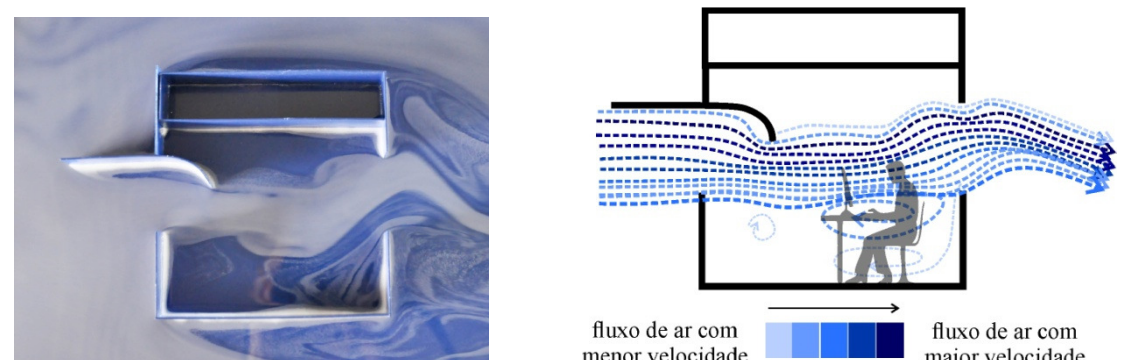 fluxo de ar com
menor velocidade
fluxo de ar com
maior velocidade